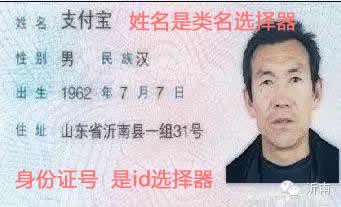 姓名 支付宝 姓名是类名选择器
性别 男 民族 汉
出生 1962 年 7 月 7 日
住址 山东省沂南县一组31号
身份证号 是id选择器
沂南